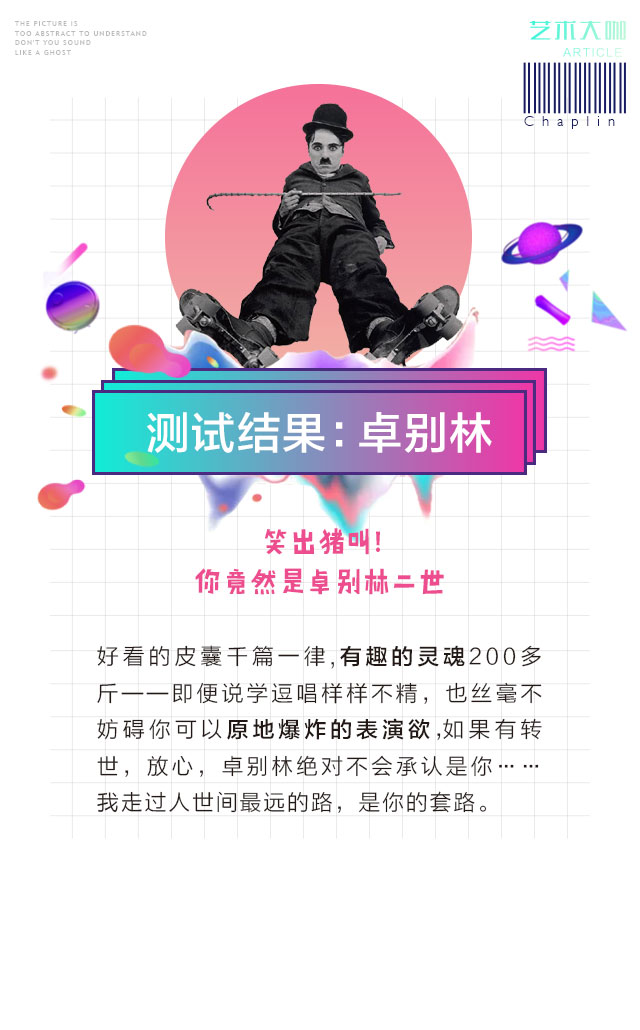 THE PICTURE IS
TOO ABSTRACT TO UNDERSTAND
DON'T YOU SOUND
LIKE A GHOST
艺术大咖
ARTICLE
Chaplin
测试结果：卓别林
笑出猪叫!
你竟然是卓别林二世
好看的皮囊千篇一律,有趣的灵魂200多
斤——即便说学逗唱样样不精，也丝毫不
妨碍你可以原地爆炸的表演欲,如果有转
世，放心，卓别林绝对不会承认是你……
我走过人世间最远的路，是你的套路。